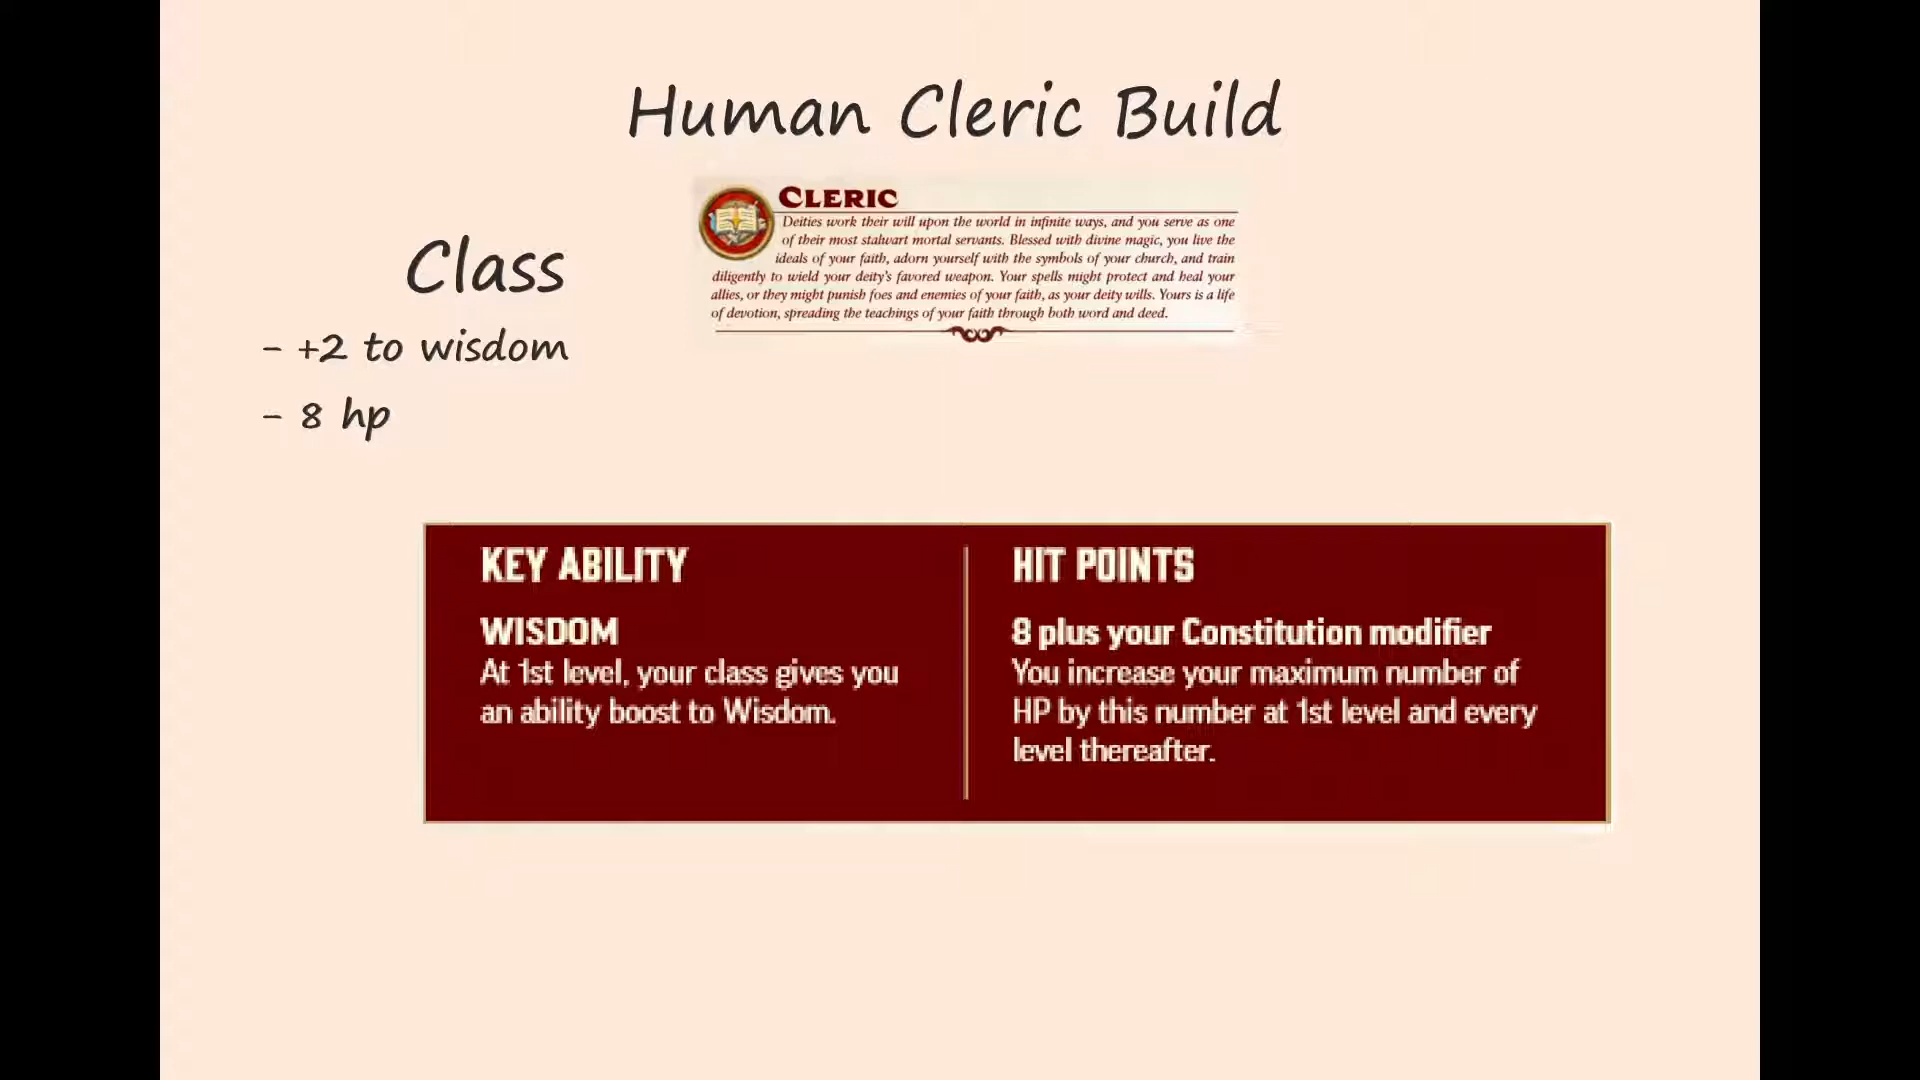 Human Cleric Build
CLERIC
Deities work their will upon the world in infinite ways, and you serve as one
of their most stalwart mortal servants. Blessed with divine magic, you live the
ideals of your faith, adorn yourself with the symbols of your church, and train
diligently to wield your deity's favored weapon. Your spells might protect and heal your
allies, or they might punish foes and enemies of your faith, as your deity wills. Yours is a life
of devotion, spreading the teachings of your faith through both word and deed.
Class
- +2 to wisdom
- 8 hp
KEY ABILITY
WISDOM
At 1st level, your class gives you
an ability boost to Wisdom.
HIT POINTS
8 plus your Constitution modifier
You increase your maximum number of
HP by this number at 1st level and every
level thereafter.